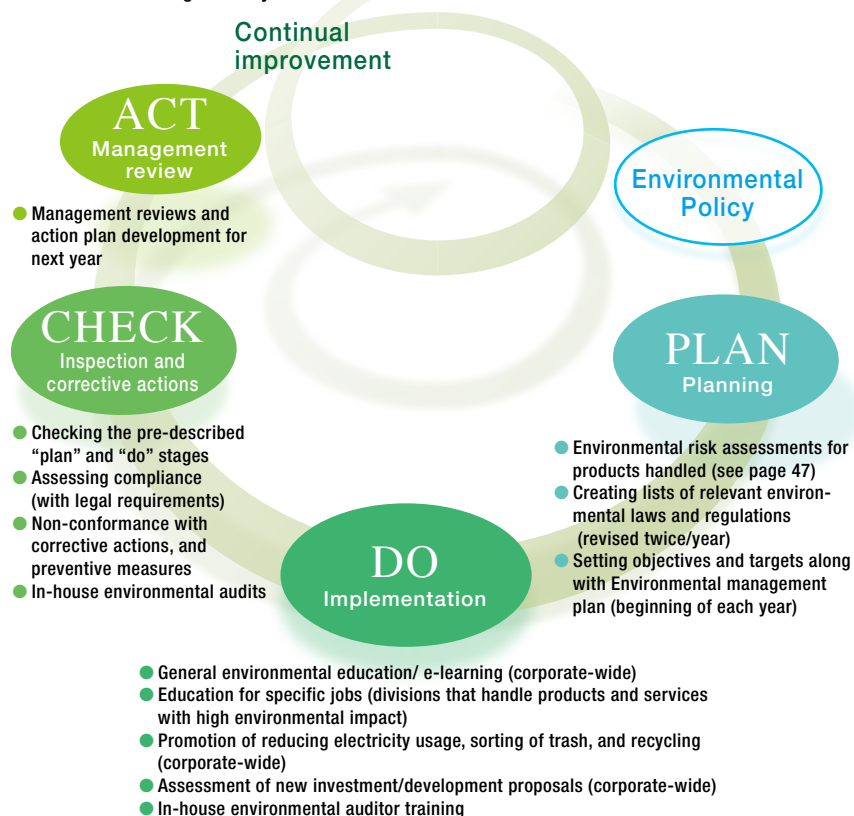 Continual
improvement
ACT
Management
review
Environmental
Policy
● Management reviews and
action plan development for
next year
CHECK
Inspection and
corrective actions
PLAN
Planning
● Checking the pre-described
“plan” and “do” stages
● Assessing compliance
(with legal requirements)
● Non-conformance with
corrective actions, and
preventive measures
● In-house environmental audits
● Environmental risk assessments for
products handled (see page 47)
● Creating lists of relevant environ-
mental laws and regulations
(revised twice/year)
● Setting objectives and targets along
with Environmental management
plan (beginning of each year)
DO
Implementation
● General environmental education/ e-learning (corporate-wide)
● Education for specific jobs (divisions that handle products and services
with high environmental impact)
● Promotion of reducing electricity usage, sorting of trash, and recycling
(corporate-wide)
● Assessment of new investment/development proposals (corporate-wide)
● In-house environmental auditor training